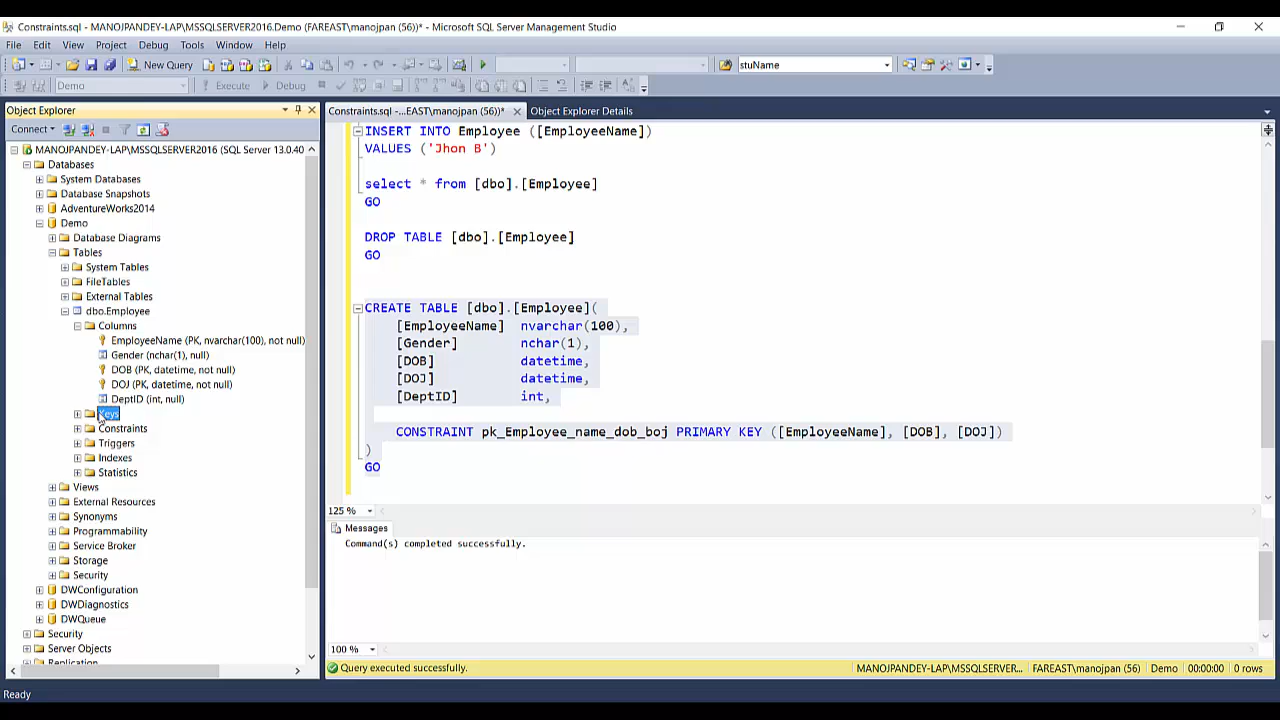 Constraints.sql - MANOJPANDEY-LAP\MSSQLSERVER2016.Demo (FAREAST\manojpan (56))* - Microsoft SQL Server Management Studio
File Edit View Project Debug Tools Window Help
New Query stuName
Demo Execute Debug
Object Explorer
Constraints.sql -...EAST\manojpan (56))* Object Explorer Details
Connect
MANOJPANDEY-LAP\MSSQLSERVER2016 (SQL Server 13.0.40
Databases
System Databases
Database Snapshots
AdventureWorks2014
Demo
Database Diagrams
Tables
System Tables
FileTables
External Tables
dbo.Employee
Columns
EmployeeName (PK, nvarchar(100), not null)
Gender (nchar(1), null)
DOB (PK, datetime, not null)
DOJ (PK, datetime, not null)
DeptID (int, null)
Keys
Constraints
Triggers
Indexes
Statistics
Views
External Resources
Synonyms
Programmability
Service Broker
Storage
Security
DWConfiguration
DWDiagnostics
DWQueue
Security
Server Objects
Replication
INSERT INTO Employee ([EmployeeName])
VALUES ('Jhon B')
select * from [dbo].[Employee]
GO
DROP TABLE [dbo].[Employee]
GO
CREATE TABLE [dbo].[Employee](
[EmployeeName] nvarchar(100),
[Gender] nchar(1),
[DOB] datetime,
[DOJ] datetime,
[DeptID] int,
CONSTRAINT pk_Employee_name_dob_boj PRIMARY KEY ([EmployeeName], [DOB], [DOJ])
)
GO
125 %
Messages
Command(s) completed successfully.
100 %
Query executed successfully. MANOJPANDEY-LAP\MSSQLSERVER... FAREAST\manojpan (56) Demo 00:00:00 0 rows
Ready